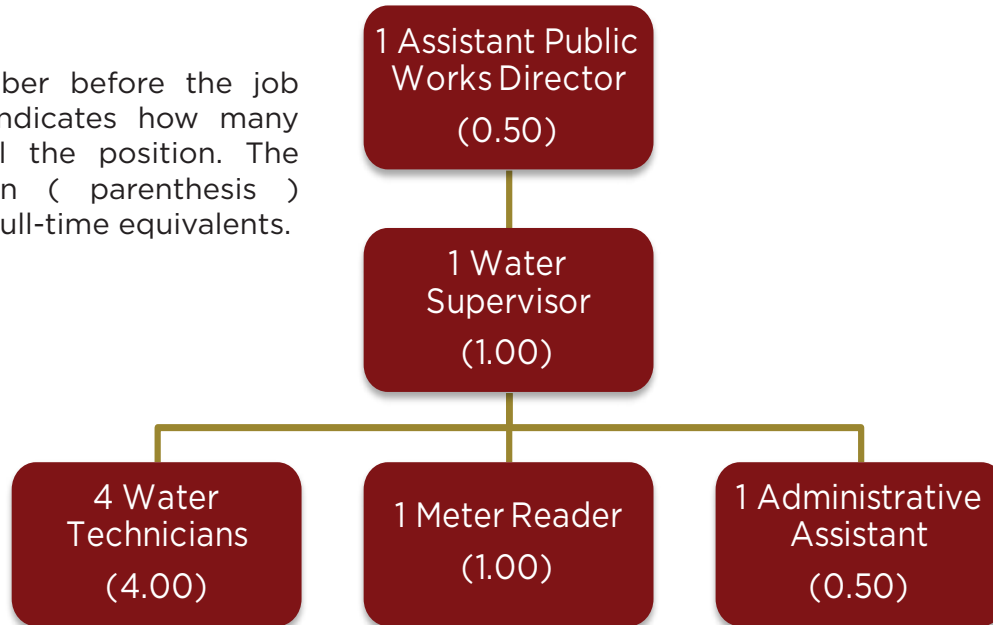 1 Assistant Public
Works Director
(0.50)
ber before the job
ndicates how many
l the position. The
n ( parenthesis )
ull-time equivalents.
1 Water
Supervisor
(1.00)
4 Water
Technicians
(4.00)
1 Meter Reader
(1.00)
1 Administrative
Assistant
(0.50)